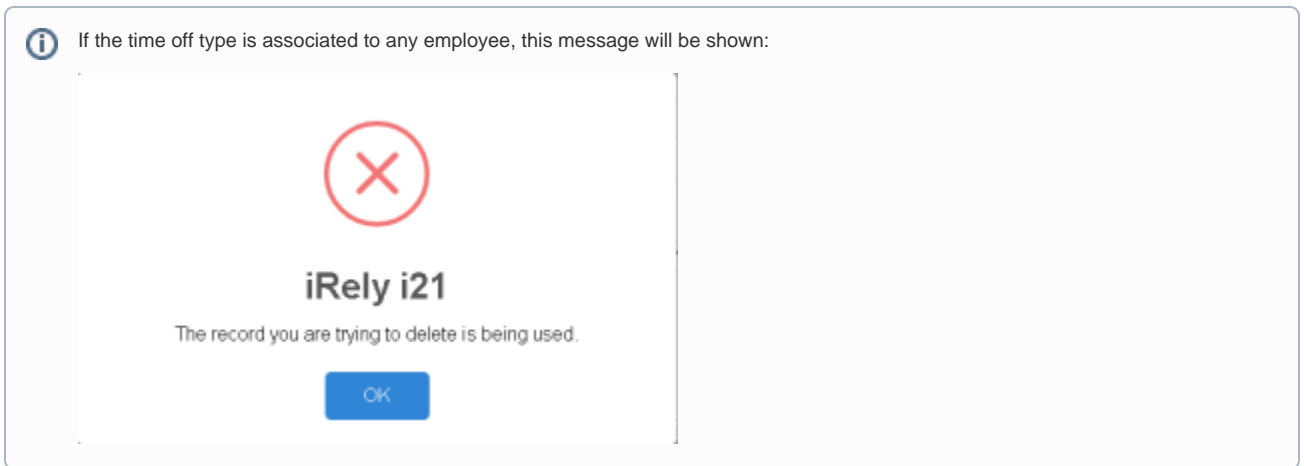 If the time off type is associated to any employee, this message will be shown:
iRely i21
The record you are trying to delete is being used.
OK